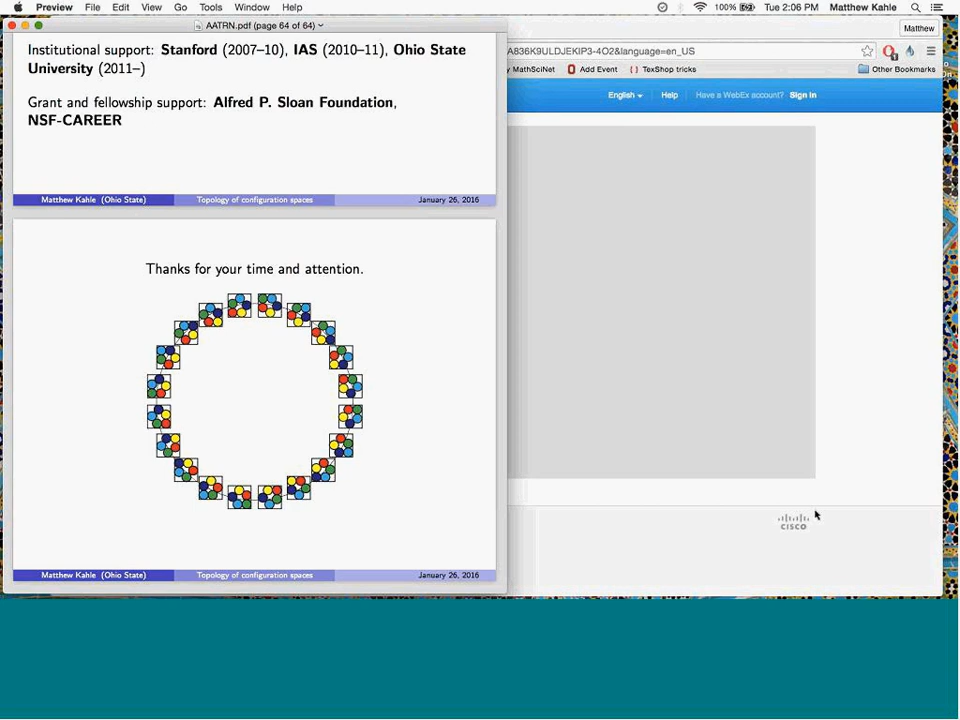 Preview File Edit View Go Tools Window Help 100% Tue 2:06 PM Matthew Kahle
AATRN.pdf (page 64 of 64)
Matthew
A836K9ULDJEKIP3-4O2&language=en_US
y MathSciNet Add Event TexShop tricks Other Bookmarks
English Help Have a WebEx account? Sign In
Institutional support: Stanford (2007–10), IAS (2010–11), Ohio State
University (2011–)
Grant and fellowship support: Alfred P. Sloan Foundation,
NSF-CAREER
Matthew Kahle (Ohio State) Topology of configuration spaces January 26, 2016
Thanks for your time and attention.
CISCO
Matthew Kahle (Ohio State) Topology of configuration spaces January 26, 2016